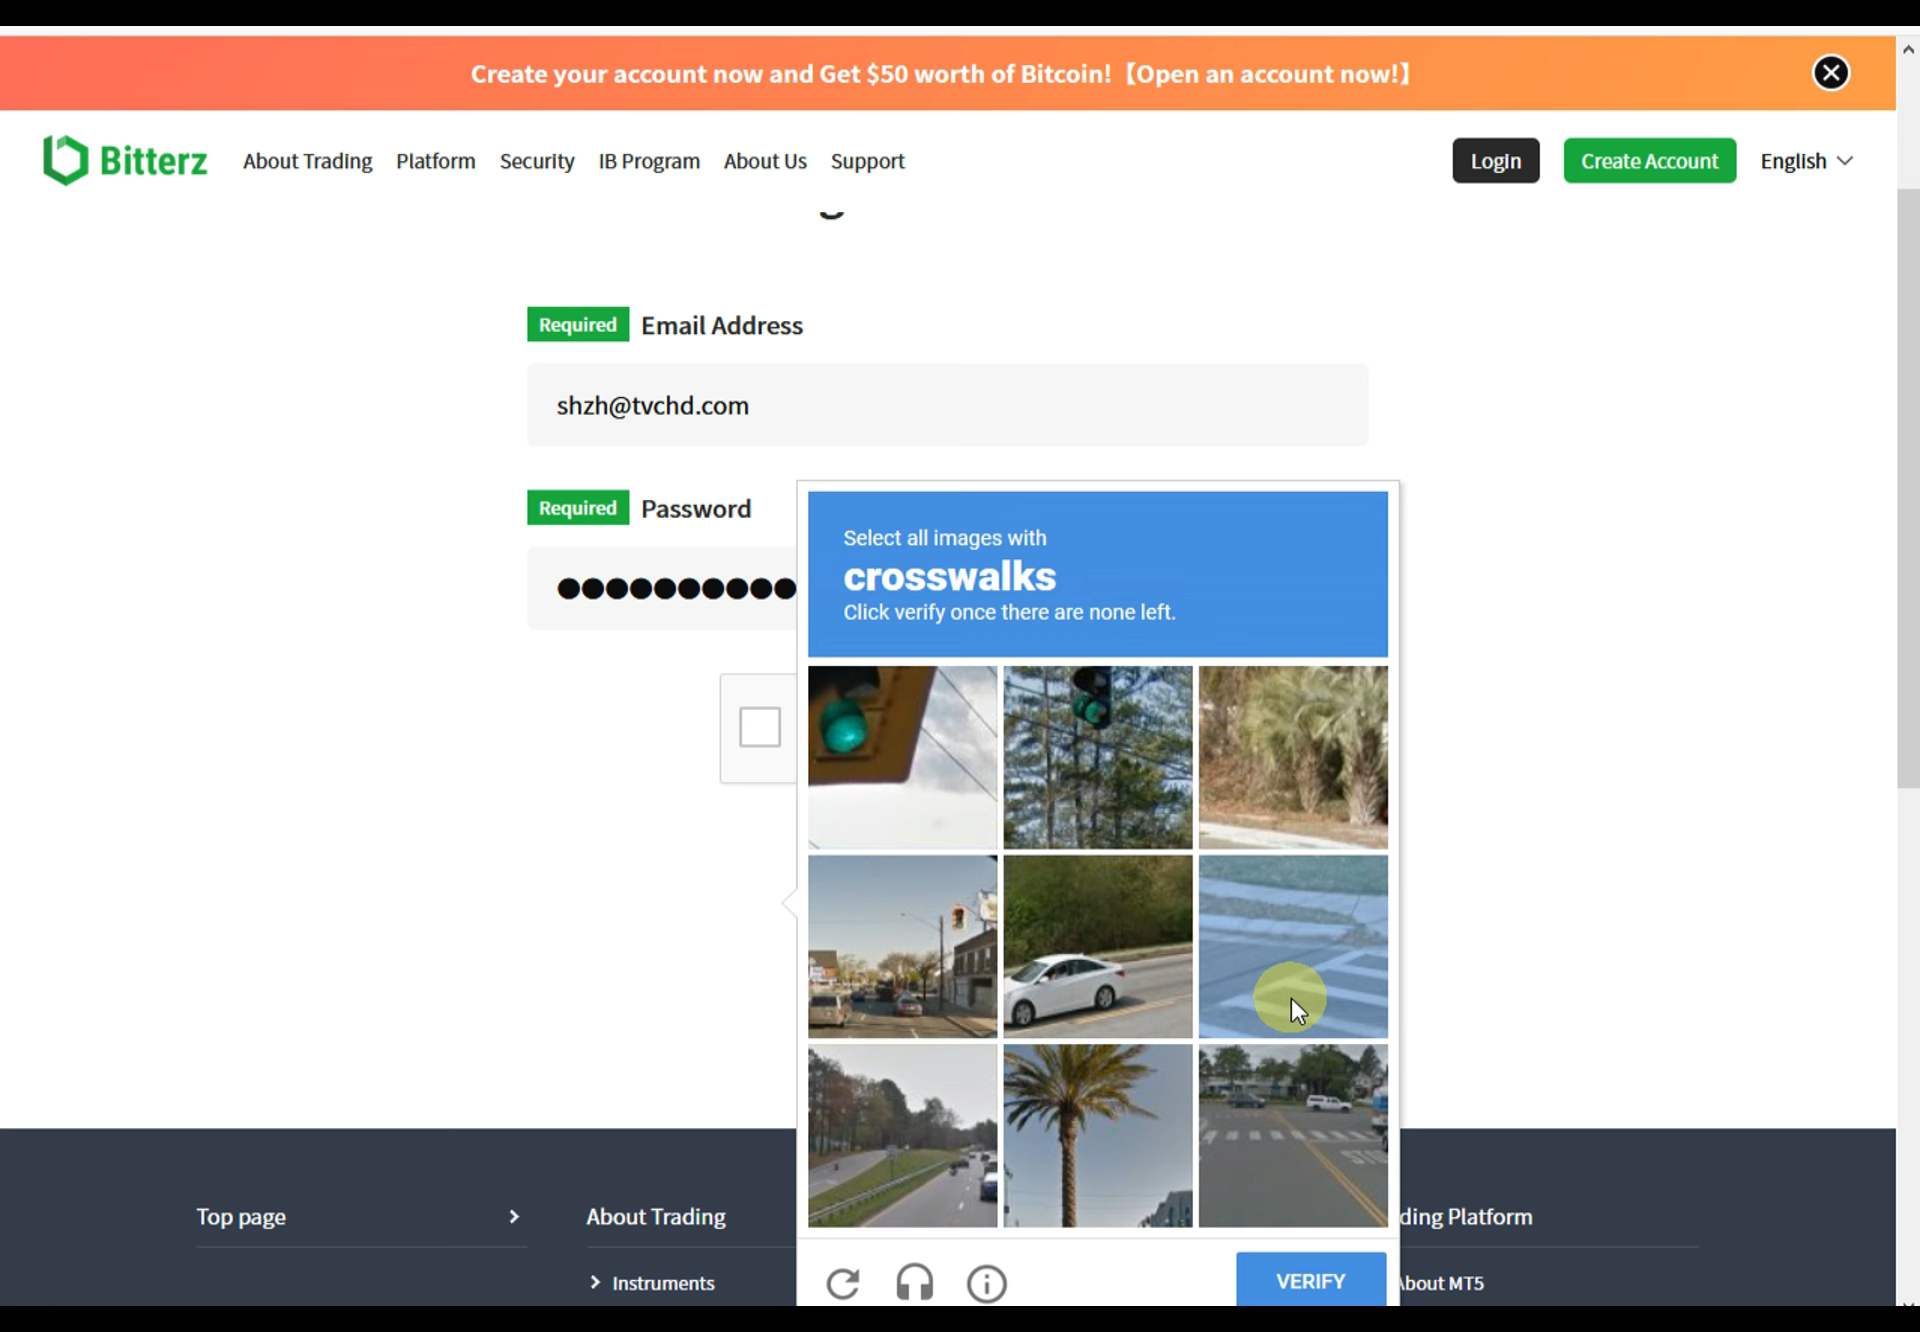 Create your account now and Get $50 worth of Bitcoin!【Open an account now!】
Bitterz About Trading Platform Security IB Program About Us Support Login Create Account English
Required Email Address
shzh@tvchd.com
Required Password
Select all images with
crosswalks
Click verify once there are none left.
VERIFY
Top page
About Trading
ding Platform
Instruments
About MT5